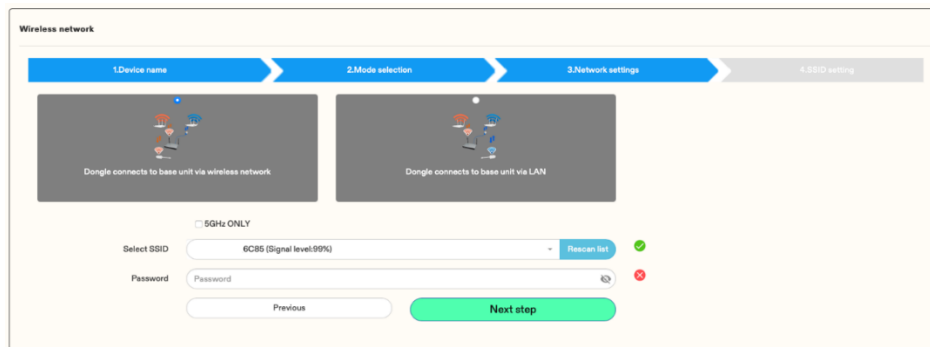 Wireless network
1.Device name
2.Mode selection
3.Network settings
4.SSID setting
Dongle connects to base unit via wireless network
Dongle connects to base unit via LAN
5GHz ONLY
Select SSID
6C85 (Signal level:99%)
Rescan list
Password
Password
Previous
Next step